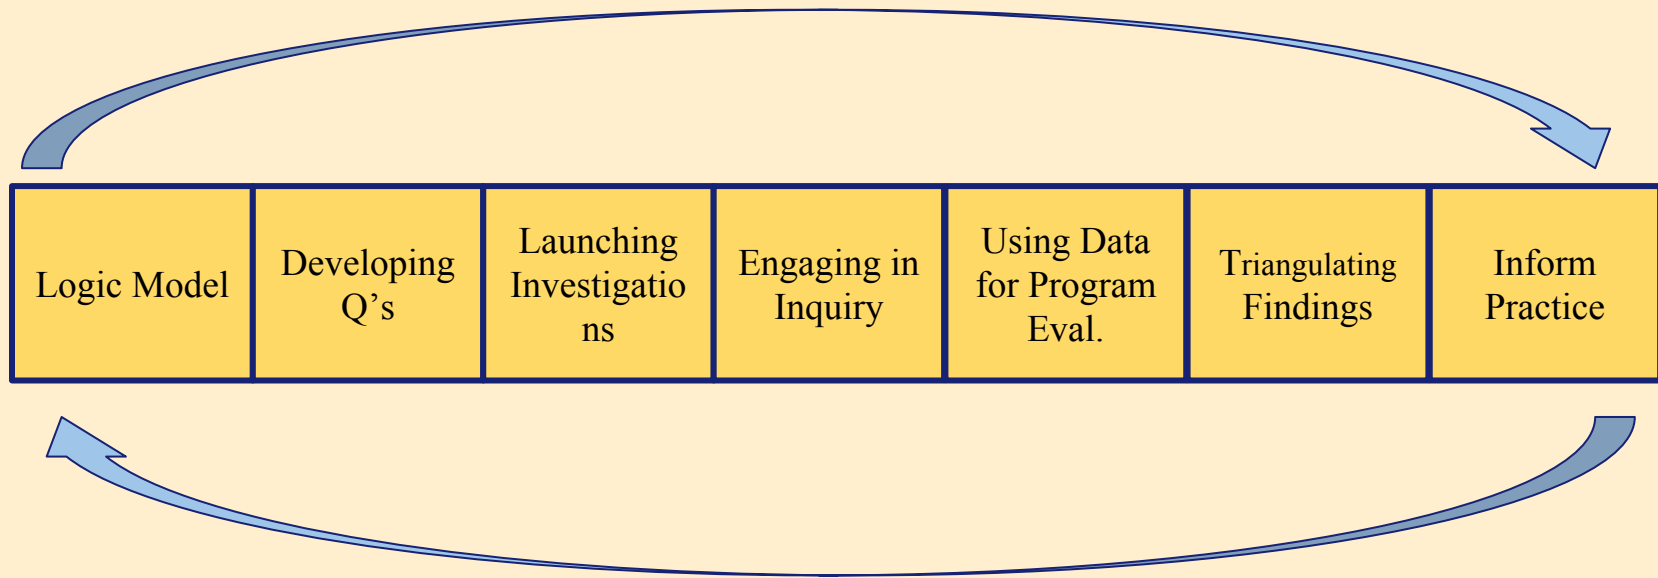 Logic Model
Developing
Q’s
Launching
Investigatio
ns
Engaging in
Inquiry
Using Data
for Program
Eval.
Triangulating
Findings
Inform
Practice